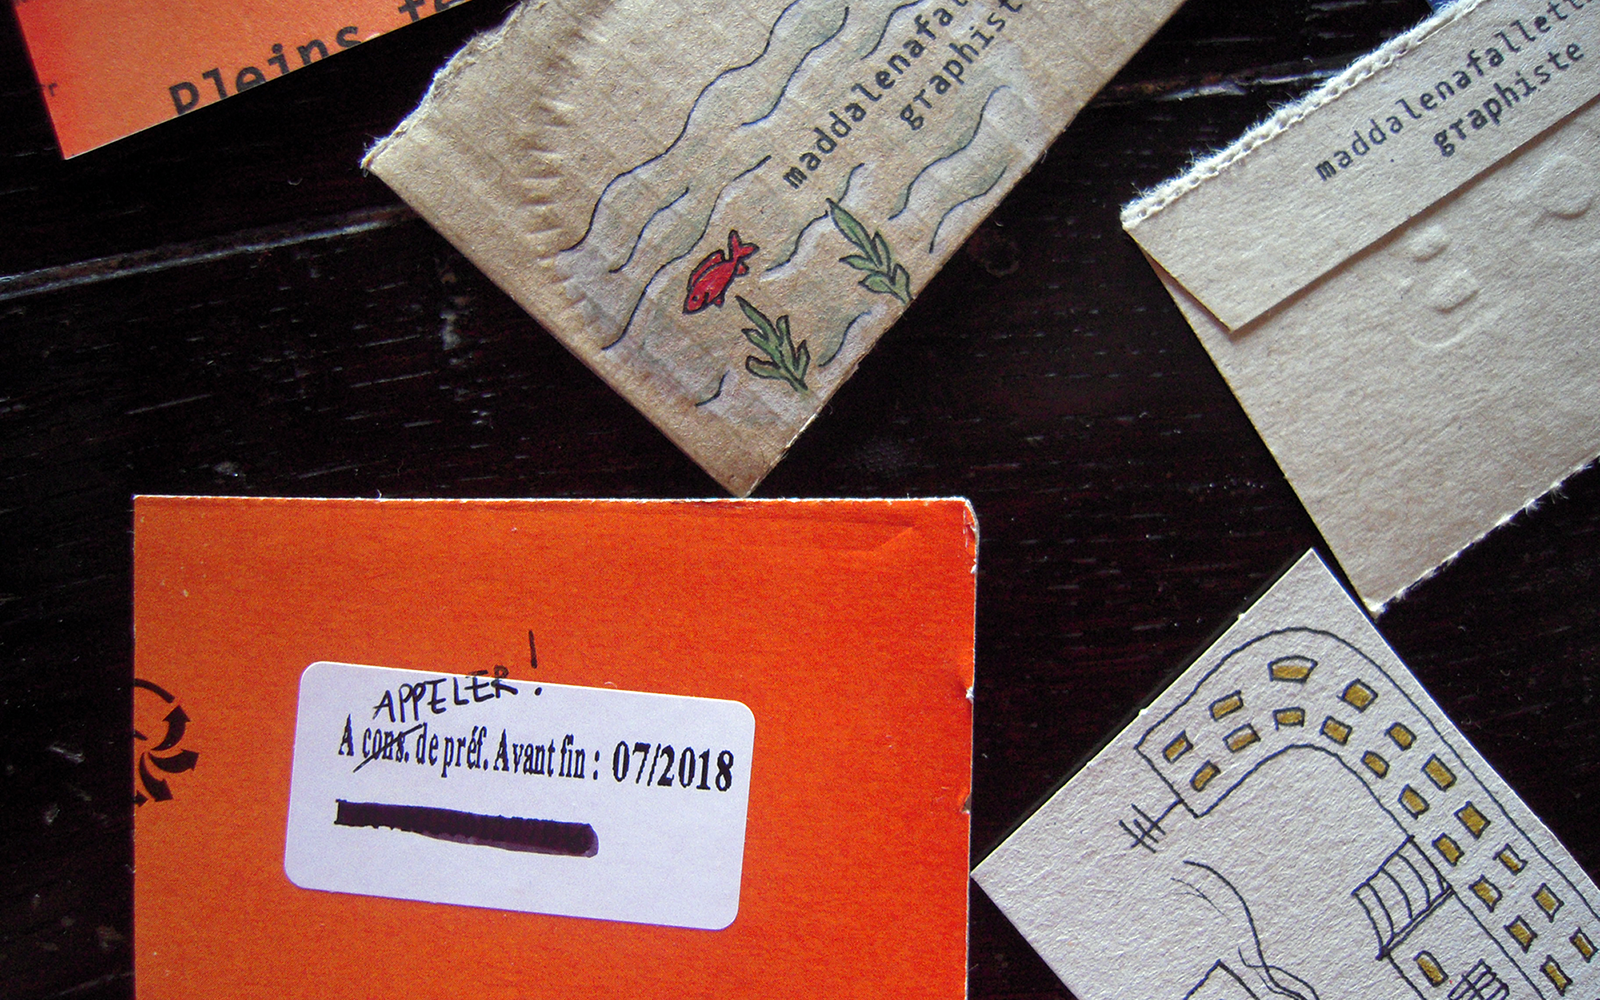 Pleins
maddalenafal
graphist
maddalenafallett
graphiste
APPELER !
A cons. de préf. Avant fin : 07/2018